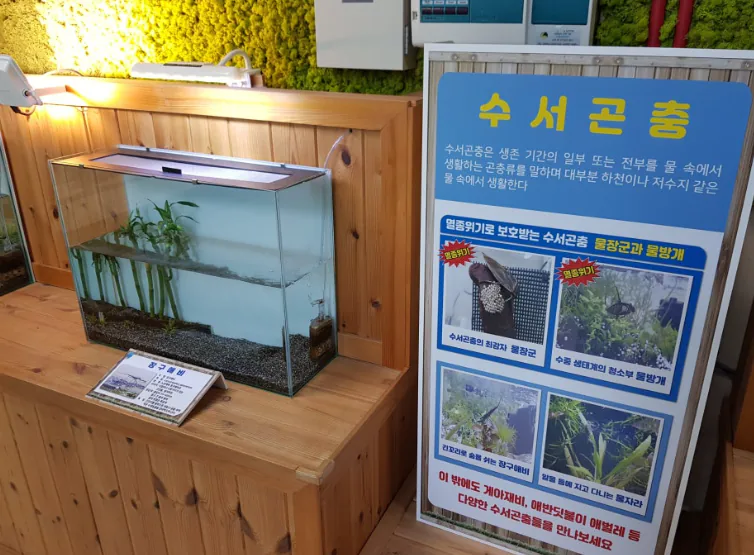 수서곤충
수서곤충은 생존 기간의 일부 또는 전부를 물 속에서
생활하는 곤충류를 말하며 대부분 하천이나 저수지 같은
물 속에서 생활한다
멸종위기로 보호받는 수서곤충 물장군과 물방개
멸종위기
멸종위기
수서곤충의 최강자 물장군
수중 생태계의 청소부 물방개
긴꼬리로 숨을 쉬는 장구애비
알을 등에 지고 다니는 물자라
이 밖에도 게아재비, 애반딧불이 애벌레 등
다양한 수서곤충들을 만나보세요
장구애비